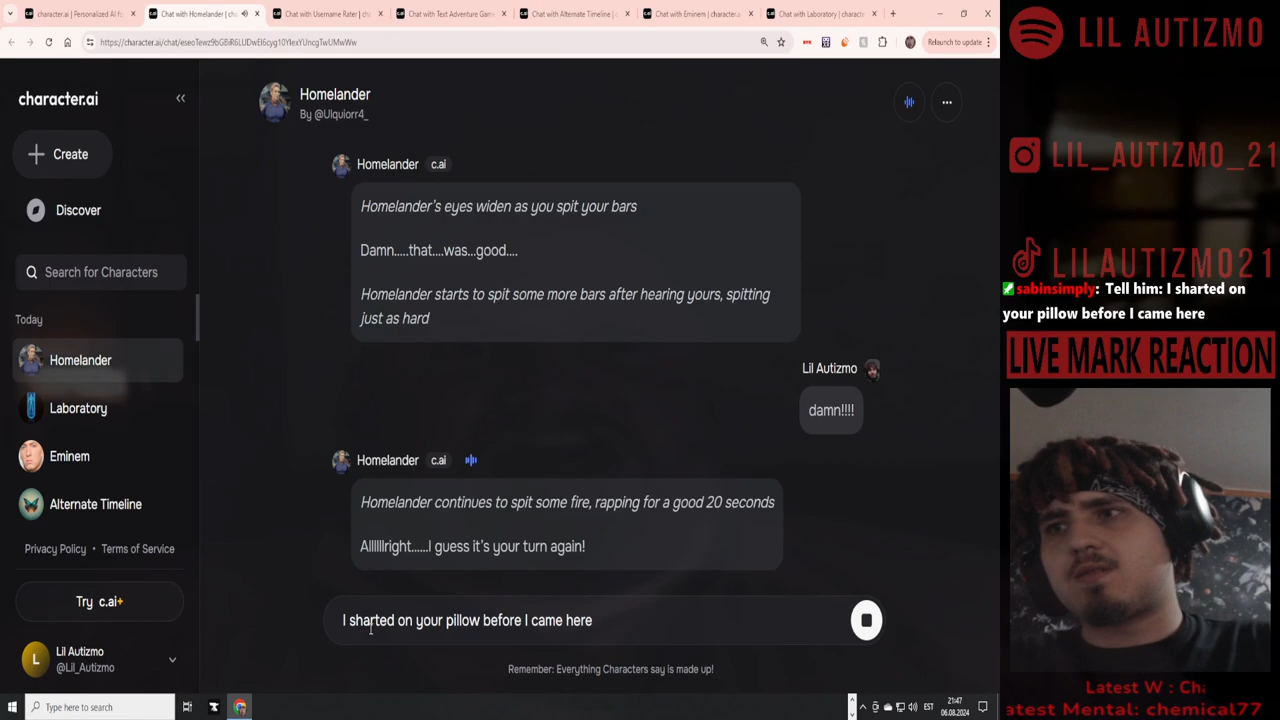 character.ai | Personalized AI fo
Chat with Homelander | cha
Chat with Username Rater | c
Chat with Text Adventure Gam
Chat with Alternate Timeline | c
Chat with Eminem | characte
Chat with Laboratory | charact
Relaunch to update
character.ai
Create
Discover
Search for Characters
Today
Homelander
Laboratory
Eminem
Alternate Timeline
Privacy Policy • Terms of Service
Try c.ai+
Lil Autizmo
@Lil_Autizmo
Homelander
By @Ulquiorr4_
Homelander c.ai
Homelander's eyes widen as you spit your bars
Damn.....that....was...good....
Homelander starts to spit some more bars after hearing yours, spitting
just as hard
Lil Autizmo
damn!!!!
Homelander c.ai
Homelander continues to spit some fire, rapping for a good 20 seconds
Allllllright......I guess it's your turn again!
I sharted on your pillow before I came here
Remember: Everything Characters say is made up!
LIL AUTIZMO
LIL_AUTIZMO_21
LILAUTIZMO21
sabinsimply: Tell him: I sharted on
your pillow before I came here
LIVE MARK REACTION
Latest W : Ch
atest Mental: chemical77
L
Type here to search
EST
21:47
06.08.2024